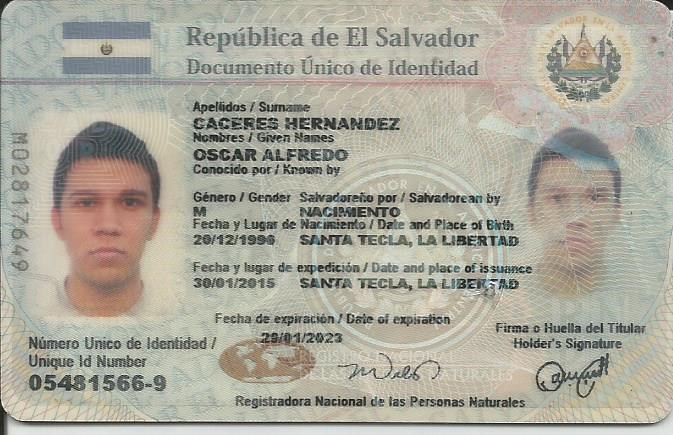 República de El Salvador
Documento Único de Identidad
Apellidos / Surname
CACERES HERNANDEZ
Nombres / Given Names
OSCAR ALFREDO
Conocido por / Known by
Género / Gender Salvadoreño por / Salvadorean by
M NACIMIENTO
Fecha y Lugar de Nacimiento / Date and Place of Birth
20/12/1996 SANTA TECLA, LA LIBERTAD
Fecha y lugar de expedición / Date and place of issuance
30/01/2015 SANTA TECLA, LA LIBERTAD
Fecha de expiración / Date of expiration
29/01/2023
Firma o Huella del Titular
Holder's Signature
Número Unico de Identidad /
Unique Id Number
05481566-9
Registradora Nacional de las Personas Naturales
M02817649